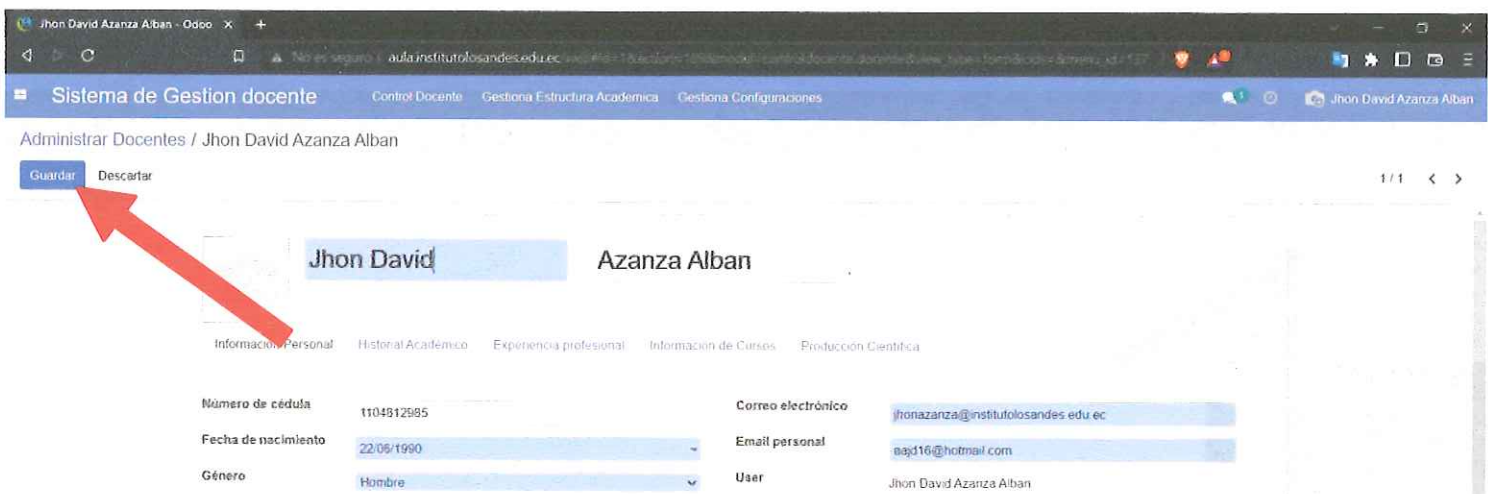 Jhon David Azanza Alban - Odoo
No es seguro aula.institutolosandes.edu.ec
Sistema de Gestion docente Control Docente Gestiona Estructura Academica Gestiona Configuraciones Jhon David Azanza Alban
Administrar Docentes / Jhon David Azanza Alban
Guardar Descartar 1 / 1
Jhon David Azanza Alban
Información Personal Historial Académico Experiencia profesional Información de Cursos Producción Científica
Número de cédula 1104812985 Correo electrónico jhonazanza@institutolosandes.edu.ec
Fecha de nacimiento 22/06/1990 Email personal aajd16@hotmail.com
Género Hombre User Jhon David Azanza Alban